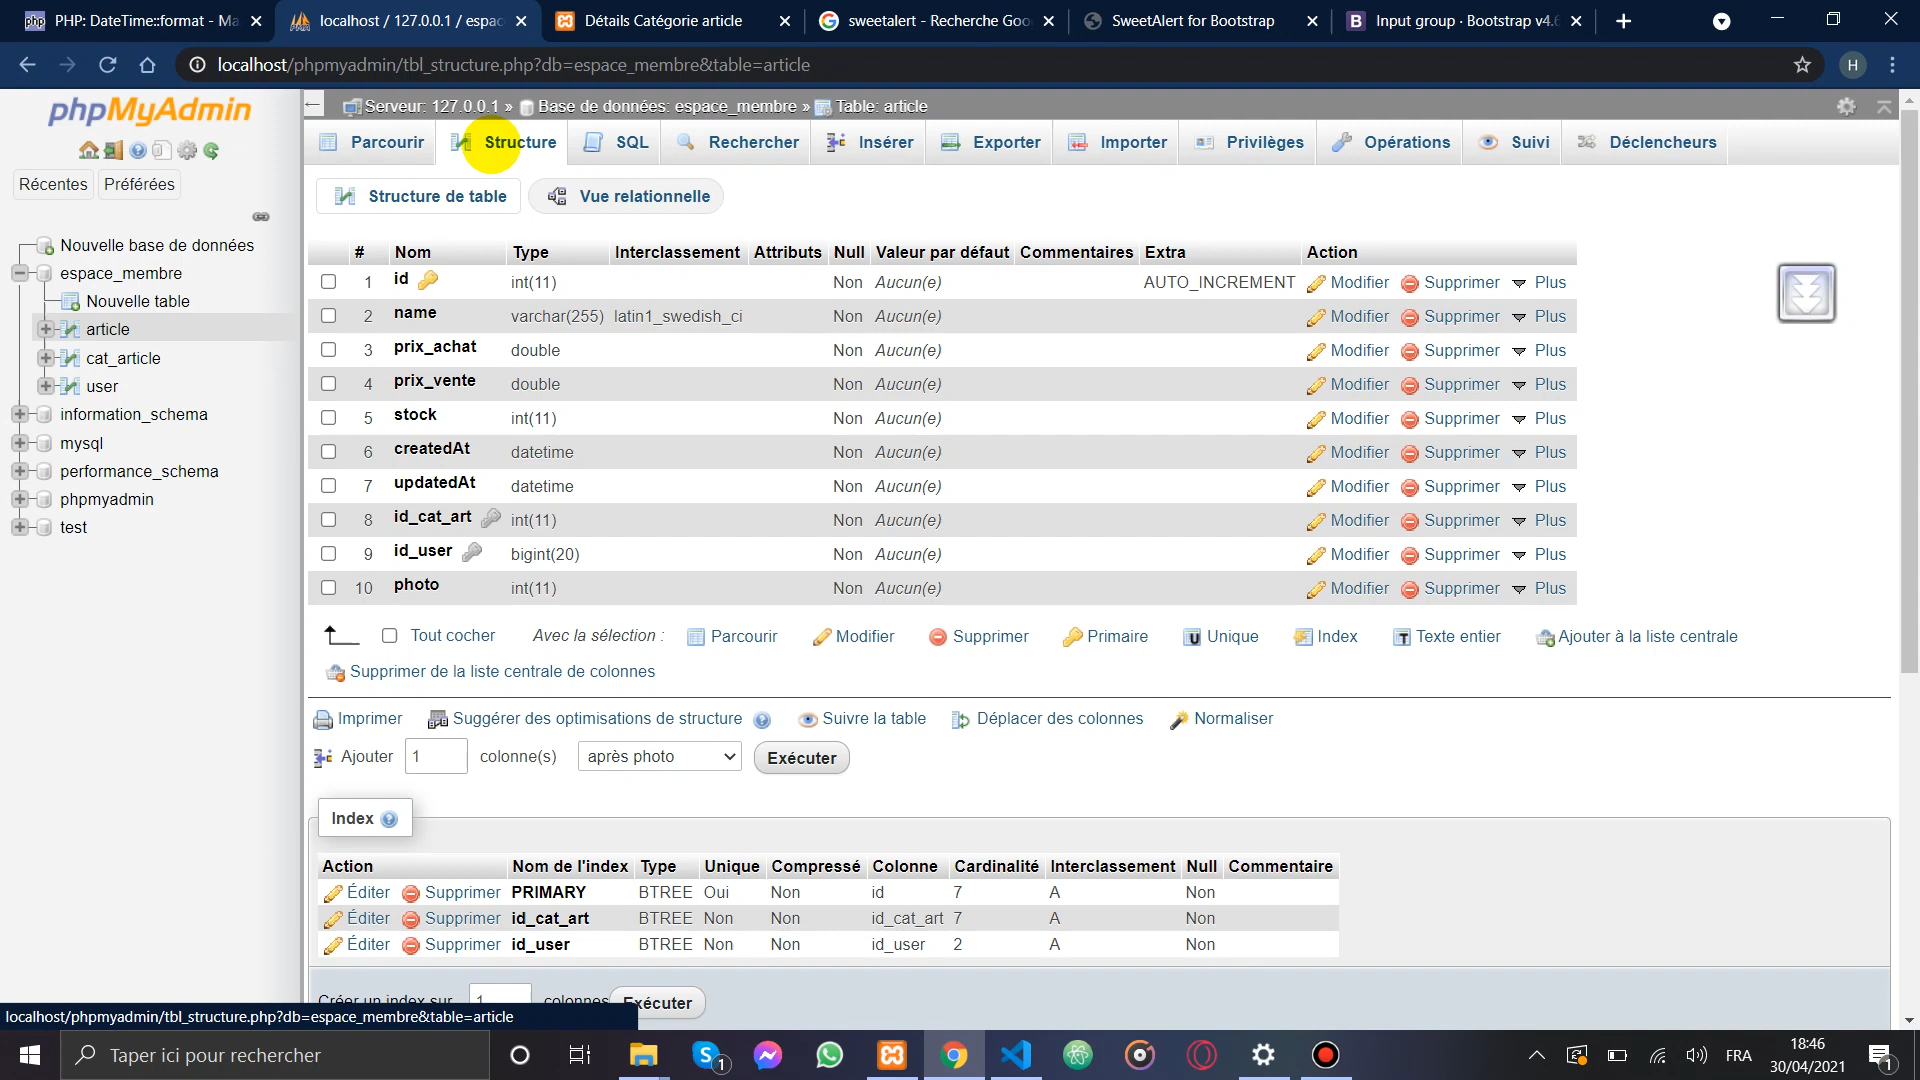 PHP: DateTime::format - Ma
localhost / 127.0.0.1 / espac
Détails Catégorie article
sweetalert - Recherche Goo
SweetAlert for Bootstrap
Input group · Bootstrap v4.6
localhost/phpmyadmin/tbl_structure.php?db=espace_membre&table=article
H
phpMyAdmin
Récentes
Préférées
Nouvelle base de données
espace_membre
Nouvelle table
article
cat_article
user
information_schema
mysql
performance_schema
phpmyadmin
test
Serveur: 127.0.0.1 » Base de données: espace_membre » Table: article
Parcourir Structure SQL Rechercher Insérer Exporter Importer Privilèges Opérations Suivi Déclencheurs
Structure de table Vue relationnelle
# Nom Type Interclassement Attributs Null Valeur par défaut Commentaires Extra Action
1 id int(11) Non Aucun(e) AUTO_INCREMENT Modifier Supprimer Plus
2 name varchar(255) latin1_swedish_ci Non Aucun(e) Modifier Supprimer Plus
3 prix_achat double Non Aucun(e) Modifier Supprimer Plus
4 prix_vente double Non Aucun(e) Modifier Supprimer Plus
5 stock int(11) Non Aucun(e) Modifier Supprimer Plus
6 createdAt datetime Non Aucun(e) Modifier Supprimer Plus
7 updatedAt datetime Non Aucun(e) Modifier Supprimer Plus
8 id_cat_art int(11) Non Aucun(e) Modifier Supprimer Plus
9 id_user bigint(20) Non Aucun(e) Modifier Supprimer Plus
10 photo int(11) Non Aucun(e) Modifier Supprimer Plus
Tout cocher Avec la sélection : Parcourir Modifier Supprimer Primaire Unique Index Texte entier Ajouter à la liste centrale
Supprimer de la liste centrale de colonnes
Imprimer Suggérer des optimisations de structure Suivre la table Déplacer des colonnes Normaliser
Ajouter 1 colonne(s) après photo Exécuter
Index
Action Nom de l'index Type Unique Compressé Colonne Cardinalité Interclassement Null Commentaire
Éditer Supprimer PRIMARY BTREE Oui Non id 7 A Non
Éditer Supprimer id_cat_art BTREE Non Non id_cat_art 7 A Non
Éditer Supprimer id_user BTREE Non Non id_user 2 A Non
Créer un index sur 1 colonnes Exécuter
localhost/phpmyadmin/tbl_structure.php?db=espace_membre&table=article
Taper ici pour rechercher
1
FRA
18:46
30/04/2021
1